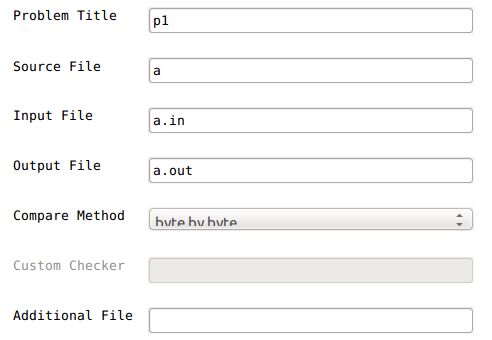 Problem Title p1
Source File a
Input File a.in
Output File a.out
Compare Method byte by byte
Custom Checker
Additional File